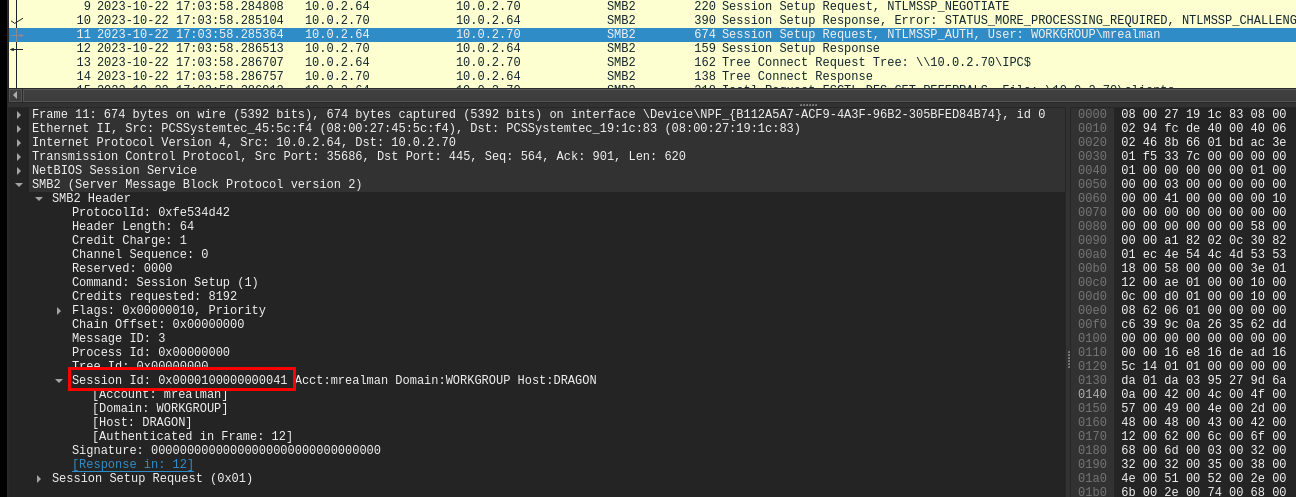 9 2023-10-22 17:03:58.284808 10.0.2.64 10.0.2.70 SMB2 220 Session Setup Request, NTLMSSP_NEGOTIATE
10 2023-10-22 17:03:58.285104 10.0.2.70 10.0.2.64 SMB2 390 Session Setup Response, Error: STATUS_MORE_PROCESSING_REQUIRED, NTLMSSP_CHALLENG
11 2023-10-22 17:03:58.285364 10.0.2.64 10.0.2.70 SMB2 674 Session Setup Request, NTLMSSP_AUTH, User: WORKGROUP\mrealman
12 2023-10-22 17:03:58.286513 10.0.2.70 10.0.2.64 SMB2 159 Session Setup Response
13 2023-10-22 17:03:58.286707 10.0.2.64 10.0.2.70 SMB2 162 Tree Connect Request Tree: \\10.0.2.70\IPC$
14 2023-10-22 17:03:58.286757 10.0.2.70 10.0.2.64 SMB2 138 Tree Connect Response
Frame 11: 674 bytes on wire (5392 bits), 674 bytes captured (5392 bits) on interface \Device\NPF_{B112A5A7-ACF9-4A3F-96B2-305BFED84B74}, id 0
Ethernet II, Src: PCSSystemtec_45:5c:f4 (08:00:27:45:5c:f4), Dst: PCSSystemtec_19:1c:83 (08:00:27:19:1c:83)
Internet Protocol Version 4, Src: 10.0.2.64, Dst: 10.0.2.70
Transmission Control Protocol, Src Port: 35686, Dst Port: 445, Seq: 564, Ack: 901, Len: 620
NetBIOS Session Service
SMB2 (Server Message Block Protocol version 2)
SMB2 Header
ProtocolId: 0xfe534d42
Header Length: 64
Credit Charge: 1
Channel Sequence: 0
Reserved: 0000
Command: Session Setup (1)
Credits requested: 8192
Flags: 0x00000010, Priority
Chain Offset: 0x00000000
Message ID: 3
Process Id: 0x00000000
Tree Id: 0x00000000
Session Id: 0x0000100000000041 Acct:mrealman Domain:WORKGROUP Host:DRAGON
[Account: mrealman]
[Domain: WORKGROUP]
[Host: DRAGON]
[Authenticated in Frame: 12]
Signature: 00000000000000000000000000000000
[Response in: 12]
Session Setup Request (0x01)
0000 08 00 27 19 1c 83 08 00
0010 02 94 fc de 40 00 40 06
0020 02 46 8b 66 01 bd ac 3e
0030 01 f5 33 7c 00 00 00 00
0040 01 00 00 00 00 00 01 00
0050 00 00 03 00 00 00 00 00
0060 00 00 41 00 00 00 00 10
0070 00 00 00 00 00 00 00 00
0080 00 00 00 00 00 00 58 00
0090 00 00 a1 82 02 0c 30 82
00a0 01 ec 4e 54 4c 4d 53 53
00b0 18 00 58 00 00 00 3e 01
00c0 12 00 ae 01 00 00 10 00
00d0 0c 00 d0 01 00 00 10 00
00e0 08 62 06 01 00 00 00 00
00f0 c6 39 9c 0a 26 35 62 dd
0100 00 00 00 00 00 00 00 00
0110 00 00 16 e8 16 de ad 16
0120 5c 14 01 01 00 00 00 00
0130 da 01 da 03 95 27 9d 6a
0140 0a 00 42 00 4c 00 4f 00
0150 57 00 49 00 4e 00 2d 00
0160 48 00 48 00 43 00 42 00
0170 12 00 62 00 6c 00 6f 00
0180 68 00 6d 00 03 00 32 00
0190 32 00 32 00 35 00 38 00
01a0 4e 00 51 00 52 00 2e 00
01b0 6b 00 2e 00 74 00 68 00